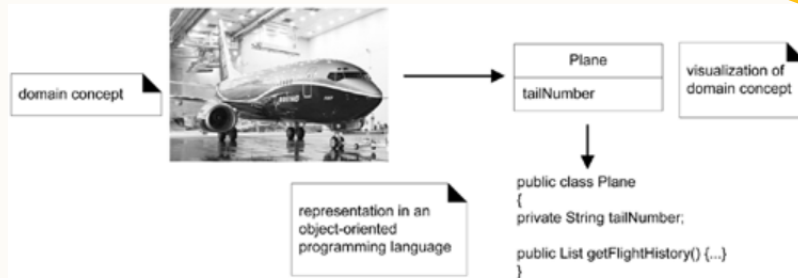 domain concept
BOEING
Plane
tailNumber
visualization of
domain concept
representation in an
object-oriented
programming language
public class Plane
{
private String tailNumber;
public List getFlightHistory() {...}
}